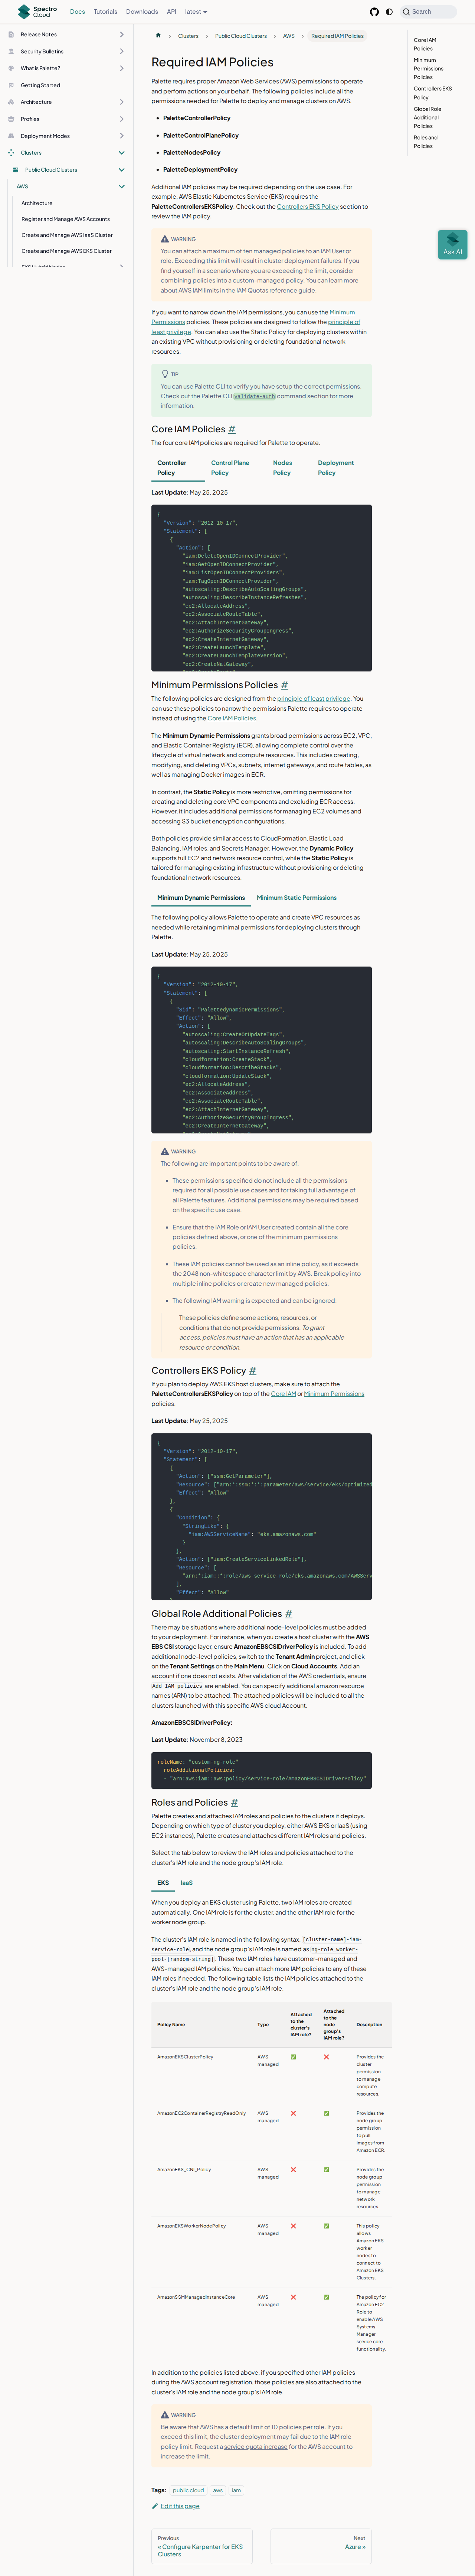 Spectro Cloud
Docs
Tutorials
Downloads
API
latest
Search
Release Notes
Security Bulletins
What is Palette?
Getting Started
Architecture
Profiles
Deployment Modes
Clusters
Public Cloud Clusters
AWS
Architecture
Register and Manage AWS Accounts
Create and Manage AWS IaaS Cluster
Create and Manage AWS EKS Cluster
Clusters
Public Cloud Clusters
AWS
Required IAM Policies
Core IAM
Policies
Minimum
Permissions
Policies
Controllers EKS
Policy
Global Role
Additional
Policies
Roles and
Policies
Ask AI
Required IAM Policies
Palette requires proper Amazon Web Services (AWS) permissions to operate
and perform actions on your behalf. The following policies include all the
permissions needed for Palette to deploy and manage clusters on AWS.
PaletteControllerPolicy
PaletteControlPlanePolicy
PaletteNodesPolicy
PaletteDeploymentPolicy
Additional IAM policies may be required depending on the use case. For
example, AWS Elastic Kubernetes Service (EKS) requires the
PaletteControllersEKSPolicy. Check out the Controllers EKS Policy section to
review the IAM policy.
WARNING
You can attach a maximum of ten managed policies to an IAM User or
role. Exceeding this limit will result in cluster deployment failures. If you
find yourself in a scenario where you are exceeding the limit, consider
combining policies into a custom-managed policy. You can learn more
about AWS IAM limits in the IAM Quotas reference guide.
If you want to narrow down the IAM permissions, you can use the Minimum
Permissions policies. These policies are designed to follow the principle of
least privilege. You can also use the Static Policy for deploying clusters within
an existing VPC without provisioning or deleting foundational network
resources.
TIP
You can use Palette CLI to verify you have setup the correct permissions.
Check out the Palette CLI validate-auth command section for more
information.
Core IAM Policies #
The four core IAM policies are required for Palette to operate.
Controller
Policy
Control Plane
Policy
Nodes
Policy
Deployment
Policy
Last Update: May 25, 2025
{
"Version": "2012-10-17",
"Statement": [
{
"Action": [
"iam:DeleteOpenIDConnectProvider",
"iam:GetOpenIDConnectProvider",
"iam:ListOpenIDConnectProviders",
"iam:TagOpenIDConnectProvider",
"autoscaling:DescribeAutoScalingGroups",
"autoscaling:DescribeInstanceRefreshes",
"ec2:AllocateAddress",
"ec2:AssociateRouteTable",
"ec2:AttachInternetGateway",
"ec2:AuthorizeSecurityGroupIngress",
"ec2:CreateInternetGateway",
"ec2:CreateLaunchTemplate",
"ec2:CreateLaunchTemplateVersion",
"ec2:CreateNatGateway",
Minimum Permissions Policies #
The following policies are designed from the principle of least privilege. You
can use these policies to narrow the permissions Palette requires to operate
instead of using the Core IAM Policies.
The Minimum Dynamic Permissions grants broad permissions across EC2, VPC,
and Elastic Container Registry (ECR), allowing complete control over the
lifecycle of virtual network and compute resources. This includes creating,
modifying, and deleting VPCs, subnets, internet gateways, and route tables, as
well as managing Docker images in ECR.
In contrast, the Static Policy is more restrictive, omitting permissions for
creating and deleting core VPC components and excluding ECR access.
However, it includes additional permissions for managing EC2 volumes and
accessing S3 bucket encryption configurations.
Both policies provide similar access to CloudFormation, Elastic Load
Balancing, IAM roles, and Secrets Manager. However, the Dynamic Policy
supports full EC2 and network resource control, while the Static Policy is
tailored for managing existing infrastructure without provisioning or deleting
foundational network resources.
Minimum Dynamic Permissions
Minimum Static Permissions
The following policy allows Palette to operate and create VPC resources as
needed while retaining minimal permissions for deploying clusters through
Palette.
Last Update: May 25, 2025
{
"Version": "2012-10-17",
"Statement": [
{
"Sid": "PalettedynamicPermissions",
"Effect": "Allow",
"Action": [
"autoscaling:CreateOrUpdateTags",
"autoscaling:DescribeAutoScalingGroups",
"autoscaling:StartInstanceRefresh",
"cloudformation:CreateStack",
"cloudformation:DescribeStacks",
"cloudformation:UpdateStack",
"ec2:AllocateAddress",
"ec2:AssociateAddress",
"ec2:AssociateRouteTable",
"ec2:AttachInternetGateway",
"ec2:AuthorizeSecurityGroupIngress",
"ec2:CreateInternetGateway",
WARNING
The following are important points to be aware of.
These permissions specified do not include all the permissions
required for all possible use cases and for taking full advantage of
all Palette features. Additional permissions may be required based
on the specific use case.
Ensure that the IAM Role or IAM User created contain all the core
policies defined above, or one of the minimum permissions
policies.
These IAM policies cannot be used as an inline policy, as it exceeds
the 2048 non-whitespace character limit by AWS. Break policy into
multiple inline policies or create new managed policies.
The following IAM warning is expected and can be ignored:
These policies define some actions, resources, or
conditions that do not provide permissions. To grant
access, policies must have an action that has an applicable
resource or condition.
Controllers EKS Policy #
If you plan to deploy AWS EKS host clusters, make sure to attach the
PaletteControllersEKSPolicy on top of the Core IAM or Minimum Permissions
policies.
Last Update: May 25, 2025
{
"Version": "2012-10-17",
"Statement": [
{
"Action": ["ssm:GetParameter"],
"Resource": ["arn:*:ssm:*:*:parameter/aws/service/eks/optimized
"Effect": "Allow"
},
{
"Condition": {
"StringLike": {
"iam:AWSServiceName": "eks.amazonaws.com"
}
},
"Action": ["iam:CreateServiceLinkedRole"],
"Resource": [
"arn:*:iam::*:role/aws-service-role/eks.amazonaws.com/AWSServ
],
"Effect": "Allow"
Global Role Additional Policies #
There may be situations where additional node-level policies must be added
to your deployment. For instance, when you create a host cluster with the AWS
EBS CSI storage layer, ensure AmazonEBSCSIDriverPolicy is included. To add
additional node-level policies, switch to the Tenant Admin project, and click
on the Tenant Settings on the Main Menu. Click on Cloud Accounts. Add an
account if one does not exists. After validation of the AWS credentials, ensure
Add IAM policies are enabled. You can specify additional amazon resource
names (ARN) to be attached. The attached policies will be included to all the
clusters launched with this specific AWS cloud Account.
AmazonEBSCSIDriverPolicy:
Last Update: November 8, 2023
roleName: "custom-ng-role"
roleAdditionalPolicies:
- "arn:aws:iam::aws:policy/service-role/AmazonEBSCSIDriverPolicy"
Roles and Policies #
Palette creates and attaches IAM roles and policies to the clusters it deploys.
Depending on which type of cluster you deploy, either AWS EKS or IaaS (using
EC2 instances), Palette creates and attaches different IAM roles and policies.
Select the tab below to review the IAM roles and policies attached to the
cluster's IAM role and the node group's IAM role.
EKS
IaaS
When you deploy an EKS cluster using Palette, two IAM roles are created
automatically. One IAM role is for the cluster, and the other IAM role for the
worker node group.
The cluster's IAM role is named in the following syntax, [cluster-name]-iam-
service-role, and the node group's IAM role is named as ng-role_worker-
pool-[random-string]. These two IAM roles have customer-managed and
AWS-managed IAM policies. You can attach more IAM policies to any of these
IAM roles if needed. The following table lists the IAM policies attached to the
cluster's IAM role and the node group's IAM role.
Policy Name
Type
Attached
to the
cluster's
IAM role?
Attached
to the
node
group's
IAM role?
Description
AmazonEKSClusterPolicy
AWS
managed
✅
❌
Provides the
cluster
permission
to manage
compute
resources.
AmazonEC2ContainerRegistryReadOnly
AWS
managed
❌
✅
Provides the
node group
permission
to pull
images from
Amazon ECR.
AmazonEKS_CNI_Policy
AWS
managed
❌
✅
Provides the
node group
permission
to manage
network
resources.
AmazonEKSWorkerNodePolicy
AWS
managed
❌
✅
This policy
allows
Amazon EKS
worker
nodes to
connect to
Amazon EKS
Clusters.
AmazonSSMManagedInstanceCore
AWS
managed
❌
✅
The policy for
Amazon EC2
Role to
enable AWS
Systems
Manager
service core
functionality.
In addition to the policies listed above, if you specified other IAM policies
during the AWS account registration, those policies are also attached to the
cluster's IAM role and the node group's IAM role.
WARNING
Be aware that AWS has a default limit of 10 policies per role. If you
exceed this limit, the cluster deployment may fail due to the IAM role
policy limit. Request a service quota increase for the AWS account to
increase the limit.
Tags: public cloud aws iam
Edit this page
Previous
« Configure Karpenter for EKS
Clusters
Next
Azure »